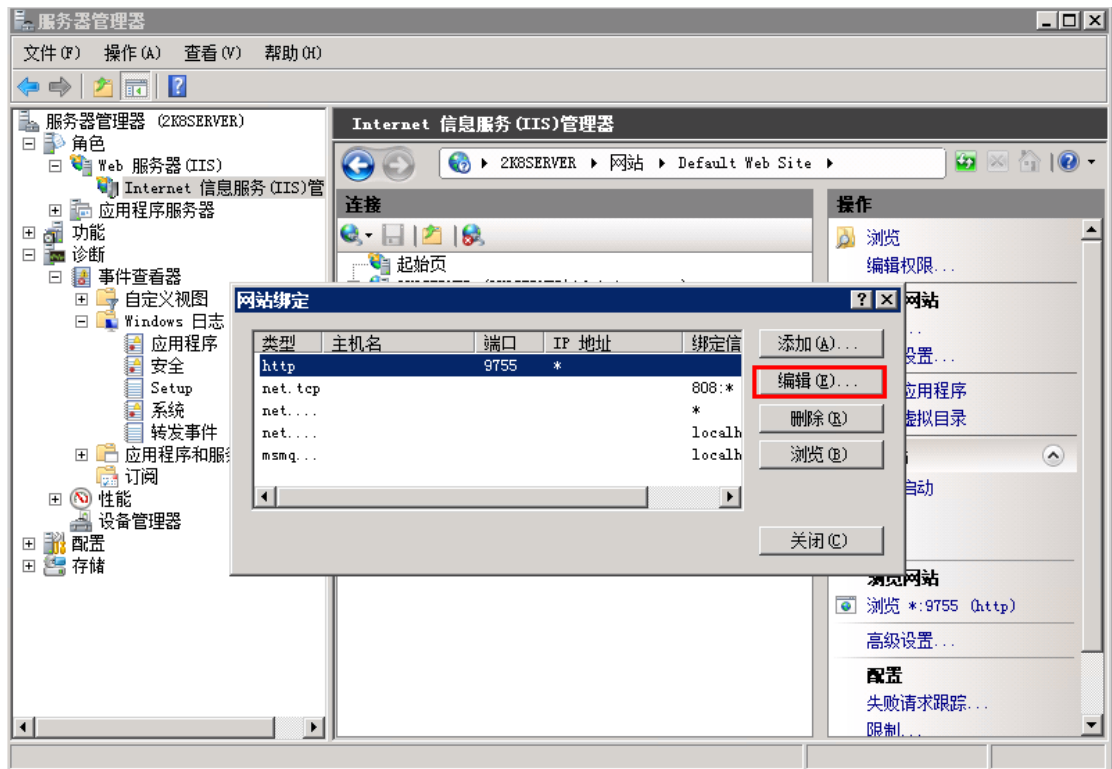 服务器管理器
文件(F) 操作(A) 查看(V) 帮助(H)
服务器管理器 (2K8SERVER)
角色
Web 服务器(IIS)
Internet 信息服务(IIS)管
应用程序服务器
功能
诊断
事件查看器
自定义视图
Windows 日志
应用程序
安全
Setup
系统
转发事件
应用程序和服
订阅
性能
设备管理器
配置
存储
Internet 信息服务(IIS)管理器
2K8SERVER 网站 Default Web Site
连接
起始页
网站绑定
类型 主机名 端口 IP 地址 绑定信
http 9755 *
net.tcp 808:*
net.... *
net.... localh
msmq... localh
添加(A)...
编辑(E)...
删除(R)
浏览(B)
关闭(C)
操作
浏览
编辑权限...
网站
...
设置...
应用程序
虚拟目录
启动
浏览网站
浏览 *:9755 (http)
高级设置...
配置
失败请求跟踪...
限制...